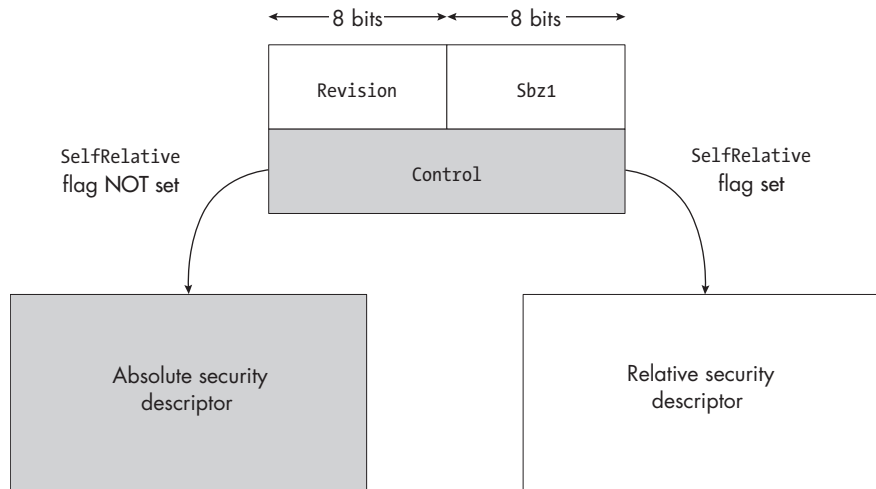 8 bits
8 bits
Revision
Sbz1
SelfRelative
flag NOT set
Control
SelfRelative
flag set
Absolute security
descriptor
Relative security
descriptor